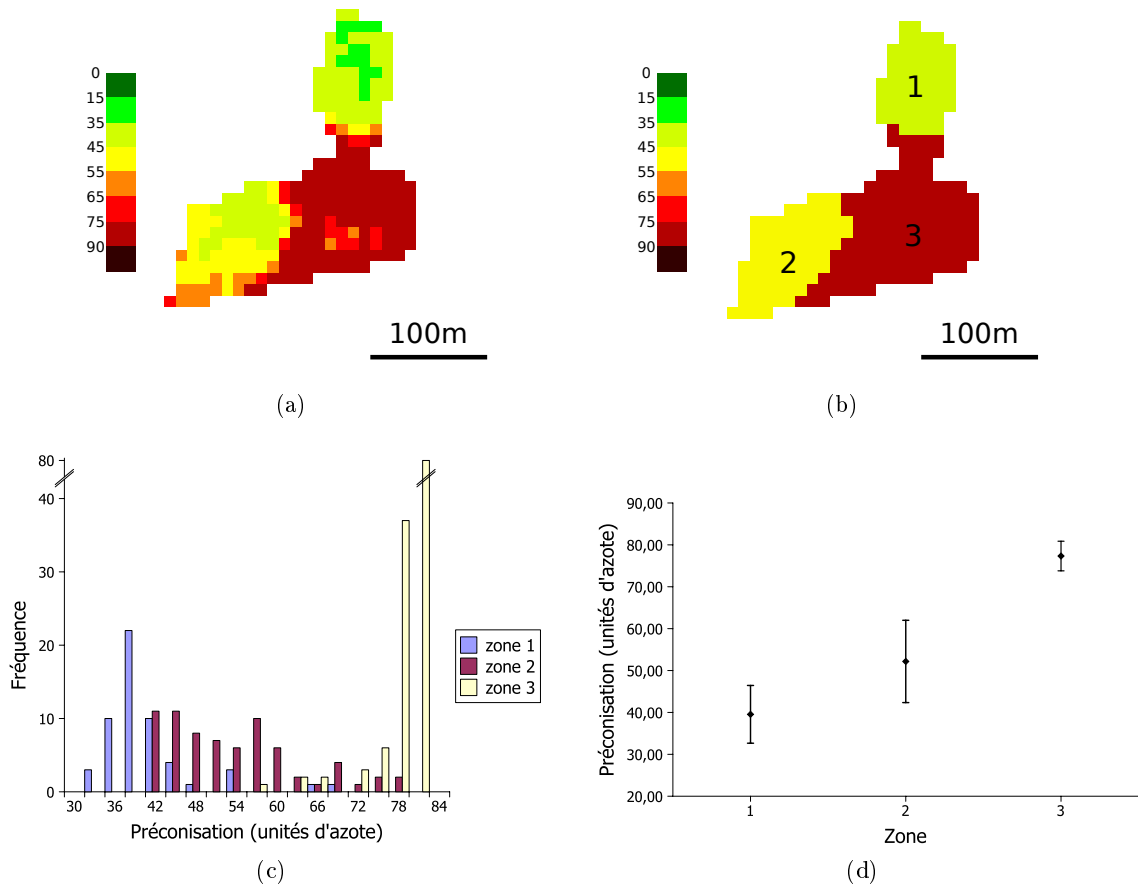 0
15
35
45
55
65
75
90
100m
(a)
0
15
35
45
55
65
75
90
1
2
3
100m
(b)
80
40
30
20
10
0
Fréquence
30 36 42 48 54 60 66 72 78 84
Préconisation (unités d'azote)
zone 1
zone 2
zone 3
(c)
90,00
80,00
70,00
60,00
50,00
40,00
30,00
20,00
Préconisation (unités d'azote)
1 2 3
Zone
(d)